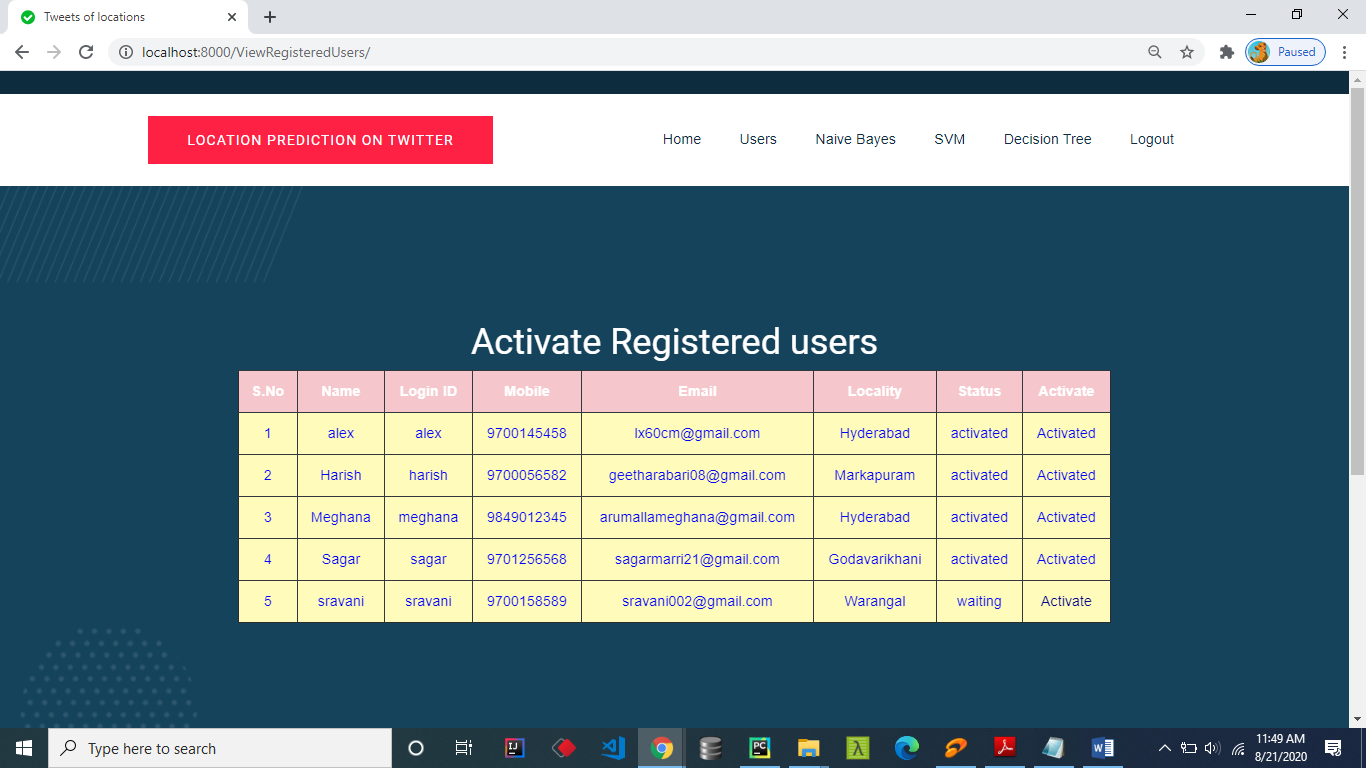 Tweets of locations
localhost:8000/ViewRegisteredUsers/
Paused
LOCATION PREDICTION ON TWITTER
Home Users Naive Bayes SVM Decision Tree Logout
Activate Registered users
S.No Name Login ID Mobile Email Locality Status Activate
1 alex alex 9700145458 lx60cm@gmail.com Hyderabad activated Activated
2 Harish harish 9700056582 geetharabari08@gmail.com Markapuram activated Activated
3 Meghana meghana 9849012345 arumallameghana@gmail.com Hyderabad activated Activated
4 Sagar sagar 9701256568 sagarmarri21@gmail.com Godavarikhani activated Activated
5 sravani sravani 9700158589 sravani002@gmail.com Warangal waiting Activate
Type here to search
IJ
PC
11:49 AM
8/21/2020